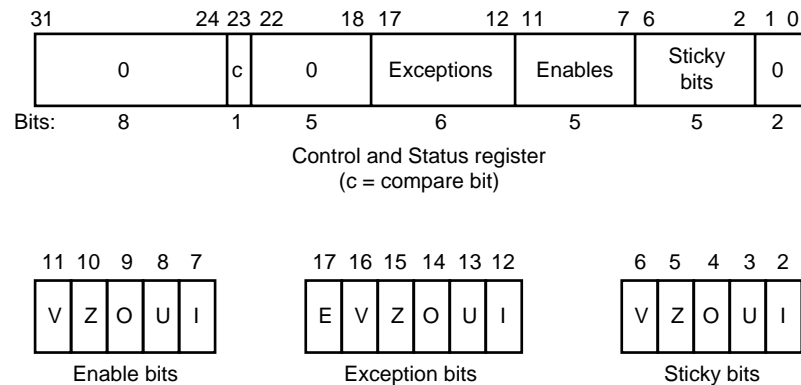 31 24 23 22 18 17 12 11 7 6 2 1 0
0 c 0 Exceptions Enables Sticky bits 0
Bits: 8 1 5 6 5 5 2
Control and Status register
(c = compare bit)
11 10 9 8 7 17 16 15 14 13 12 6 5 4 3 2
V Z O U I E V Z O U I V Z O U I
Enable bits Exception bits Sticky bits